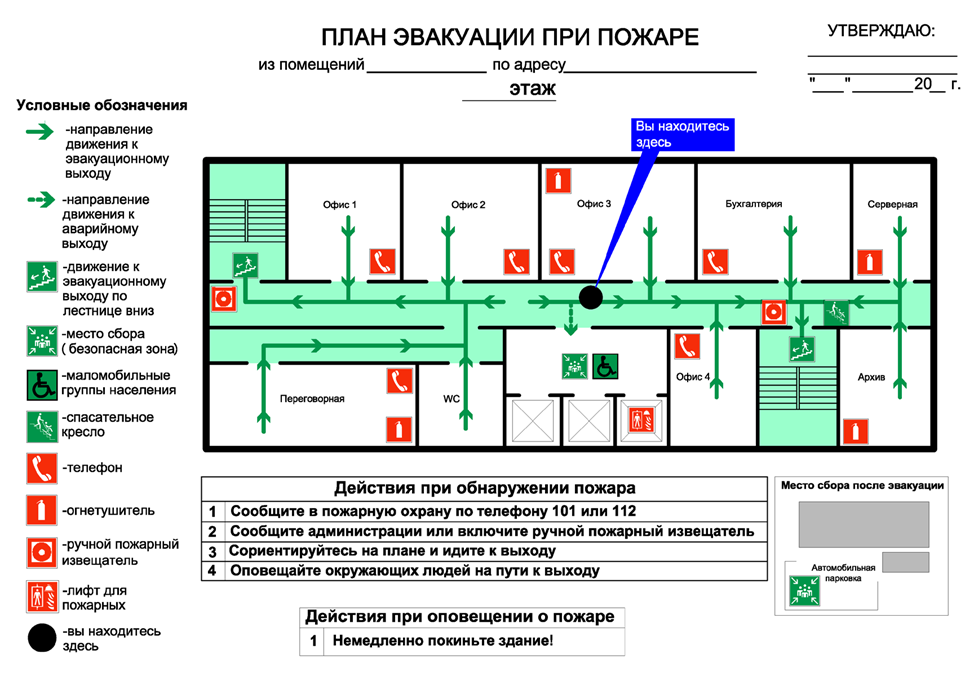 ПЛАН ЭВАКУАЦИИ ПРИ ПОЖАРЕ
УТВЕРЖДАЮ:
из помещений____________ по адресу____________________
этаж
"___" ________20__ г.
Условные обозначения
-направление
движения к
эвакуационному
выходу
-направление
движения к
аварийному
выходу
-движение к
эвакуационному
выходу по
лестнице вниз
-место сбора
( безопасная зона)
-маломобильные
группы населения
-спасательное
кресло
-телефон
-огнетушитель
-ручной пожарный
извещатель
-лифт для
пожарных
-вы находитесь
здесь
Вы находитесь
здесь
Офис 1
Офис 2
Офис 3
Бухгалтерия
Серверная
Переговорная
WC
Офис 4
Архив
Действия при обнаружении пожара
1 Сообщите в пожарную охрану по телефону 101 или 112
2 Сообщите администрации или включите ручной пожарный извещатель
3 Сориентируйтесь на плане и идите к выходу
4 Оповещайте окружающих людей на пути к выходу
Действия при оповещении о пожаре
1 Немедленно покиньте здание!
Место сбора после эвакуации
Автомобильная
парковка